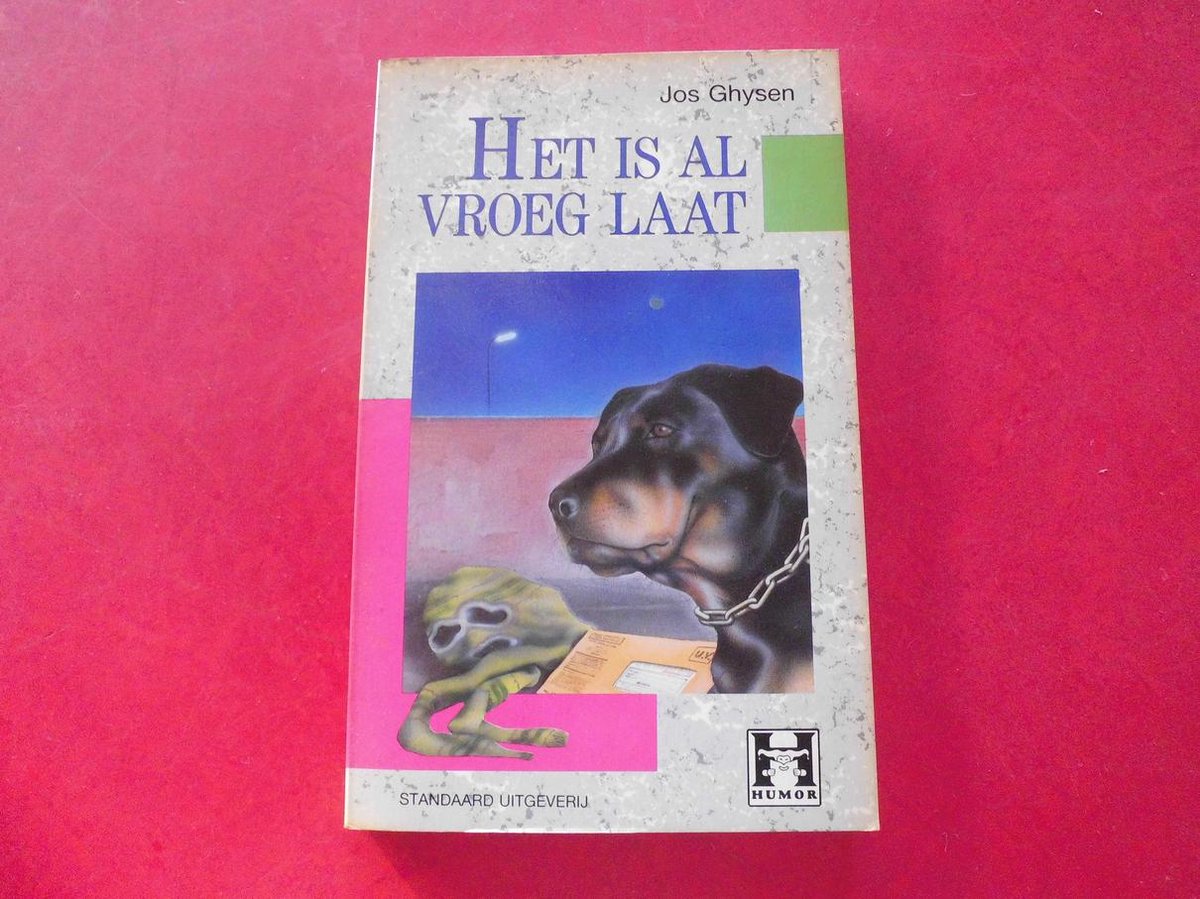 Jos Ghysen
HET IS AL
VROEG LAAT
STANDAARD UITGEVERIJ
H
HUMOR